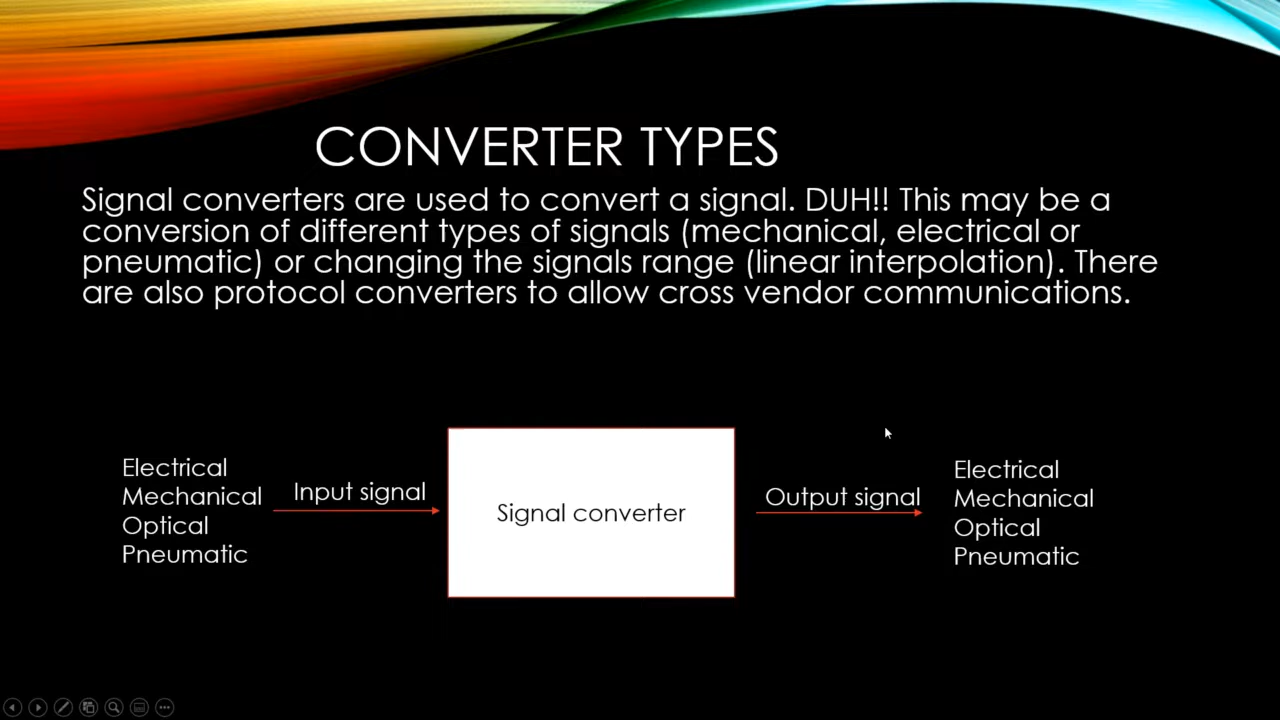 CONVERTER TYPES
Signal converters are used to convert a signal. DUH!! This may be a
conversion of different types of signals (mechanical, electrical or
pneumatic) or changing the signals range (linear interpolation). There
are also protocol converters to allow cross vendor communications.
Electrical
Mechanical
Optical
Pneumatic
Input signal
Signal converter
Output signal
Electrical
Mechanical
Optical
Pneumatic